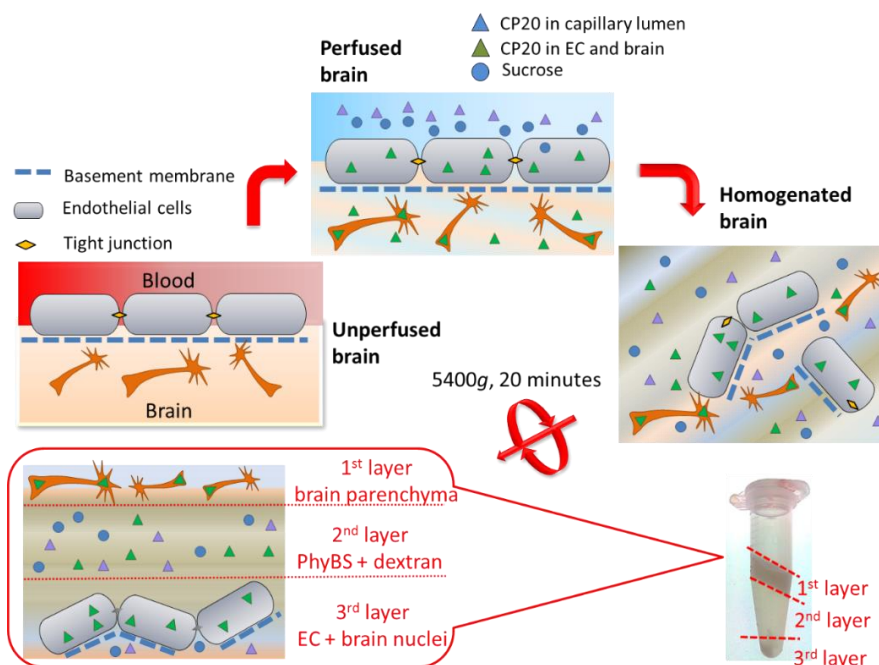 CP20 in capillary lumen
CP20 in EC and brain
Sucrose
Perfused
brain
Basement membrane
Endothelial cells
Tight junction
Homogenated
brain
Blood
Unperfused
brain
Brain
5400g, 20 minutes
1st layer
brain parenchyma
2nd layer
PhyBS + dextran
3rd layer
EC + brain nuclei
1st layer
2nd layer
3rd layer